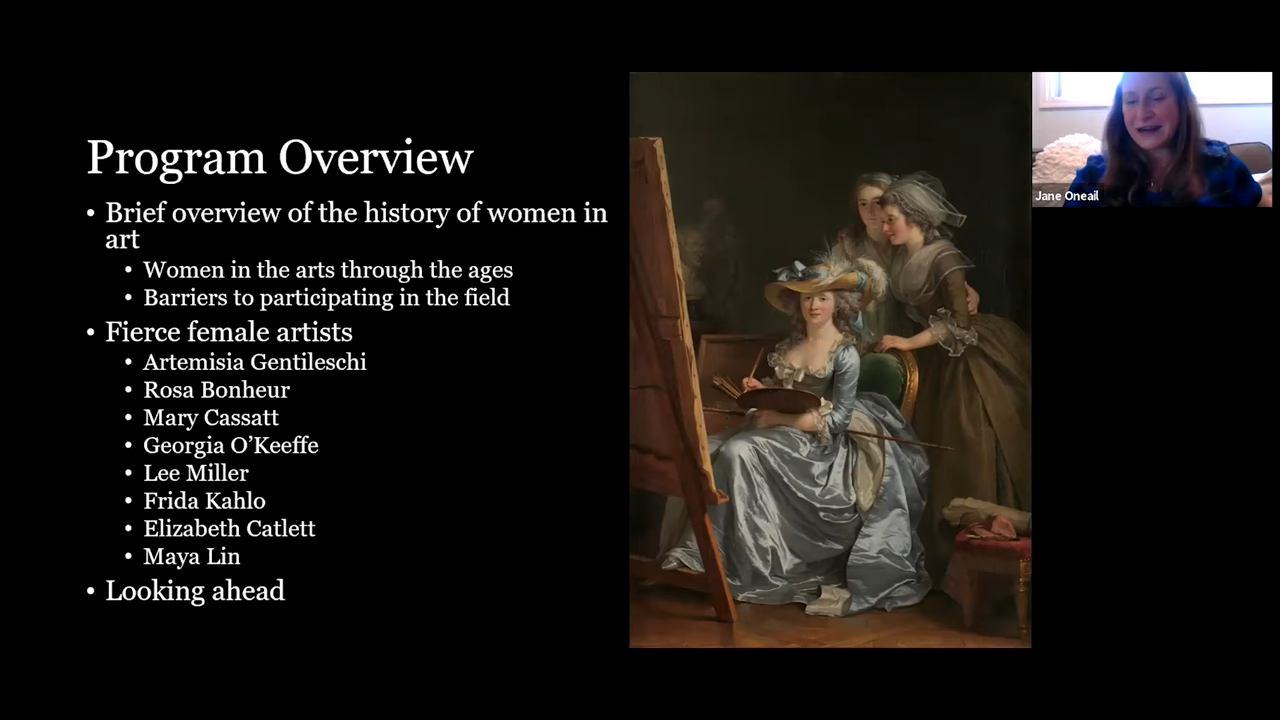 Program Overview
• Brief overview of the history of women in
art
• Women in the arts through the ages
• Barriers to participating in the field
• Fierce female artists
• Artemisia Gentileschi
• Rosa Bonheur
• Mary Cassatt
• Georgia O’Keeffe
• Lee Miller
• Frida Kahlo
• Elizabeth Catlett
• Maya Lin
• Looking ahead
Jane Oneail